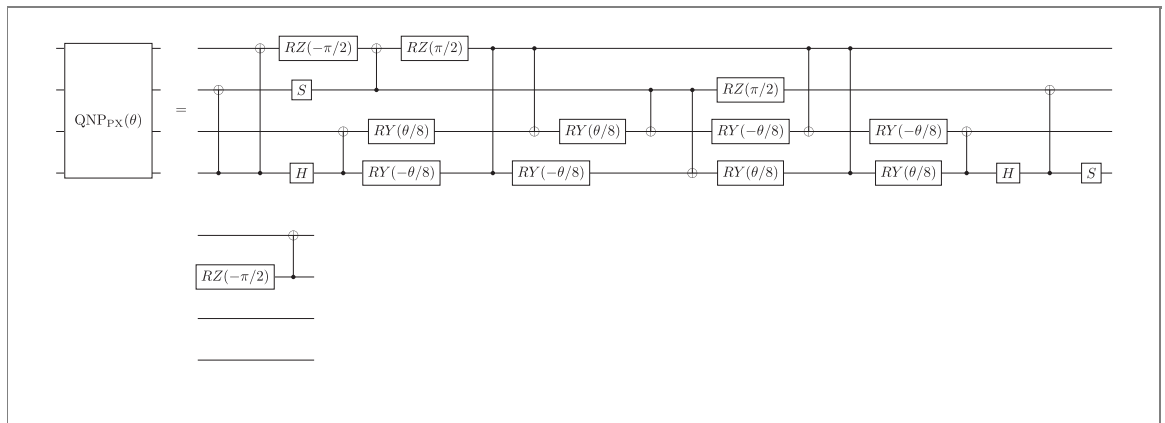 RZ(−π/2) RZ(π/2)
S RZ(π/2)
QNP_PX(θ) =
RY(θ/8) RY(θ/8) RY(−θ/8) RY(−θ/8)
H RY(−θ/8) RY(−θ/8) RY(θ/8) RY(θ/8) H S
RZ(−π/2)